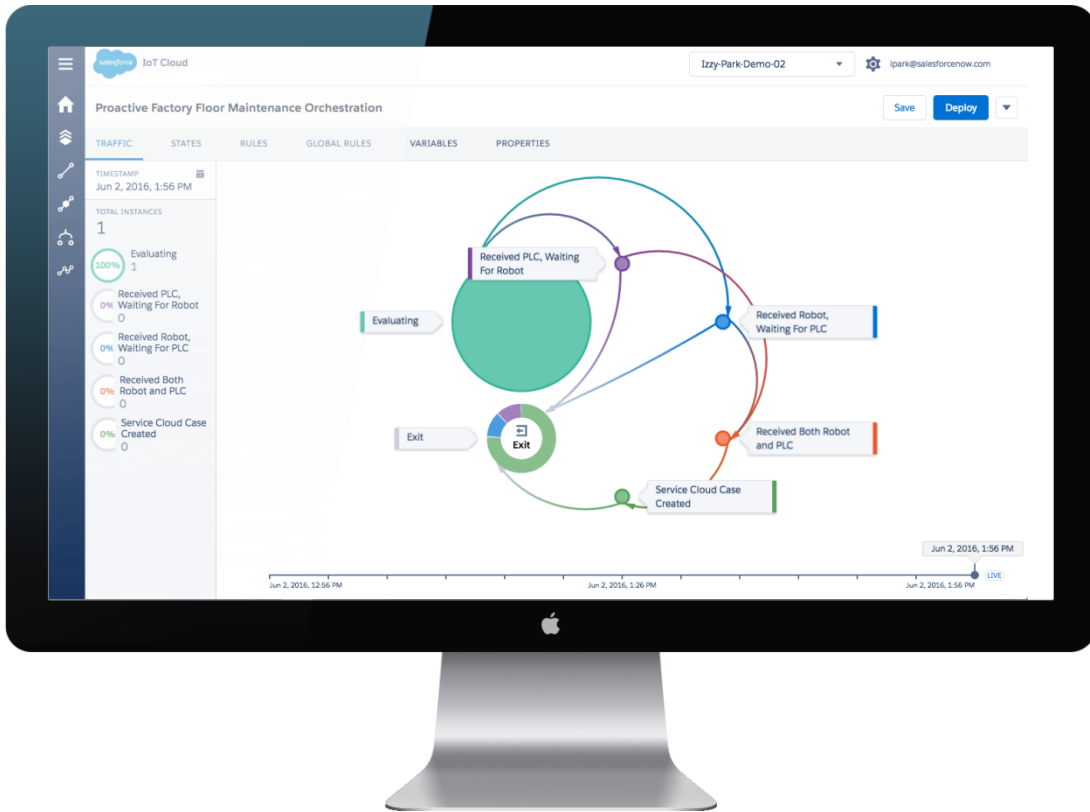 salesforce IoT Cloud
Izzy-Park-Demo-02
ipark@salesforcenow.com
Proactive Factory Floor Maintenance Orchestration
Save
Deploy
TRAFFIC STATES RULES GLOBAL RULES VARIABLES PROPERTIES
TIMESTAMP
Jun 2, 2016, 1:56 PM
TOTAL INSTANCES
1
100% Evaluating
1
0% Received PLC,
Waiting For Robot
0
0% Received Robot,
Waiting For PLC
0
0% Received Both
Robot and PLC
0
0% Service Cloud Case
Created
0
Received PLC, Waiting
For Robot
Evaluating
Received Robot,
Waiting For PLC
Exit
Exit
Received Both Robot
and PLC
Service Cloud Case
Created
Jun 2, 2016, 1:56 PM
LIVE
Jun 2, 2016, 12:56 PM
Jun 2, 2016, 1:26 PM
Jun 2, 2016, 1:56 PM